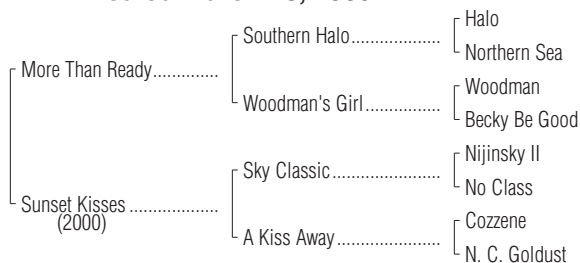 Halo
Southern Halo
Northern Sea
More Than Ready
Woodman
Woodman's Girl
Becky Be Good
Nijinsky II
Sky Classic
No Class
Sunset Kisses
(2000)
Cozzene
A Kiss Away
N. C. Goldust